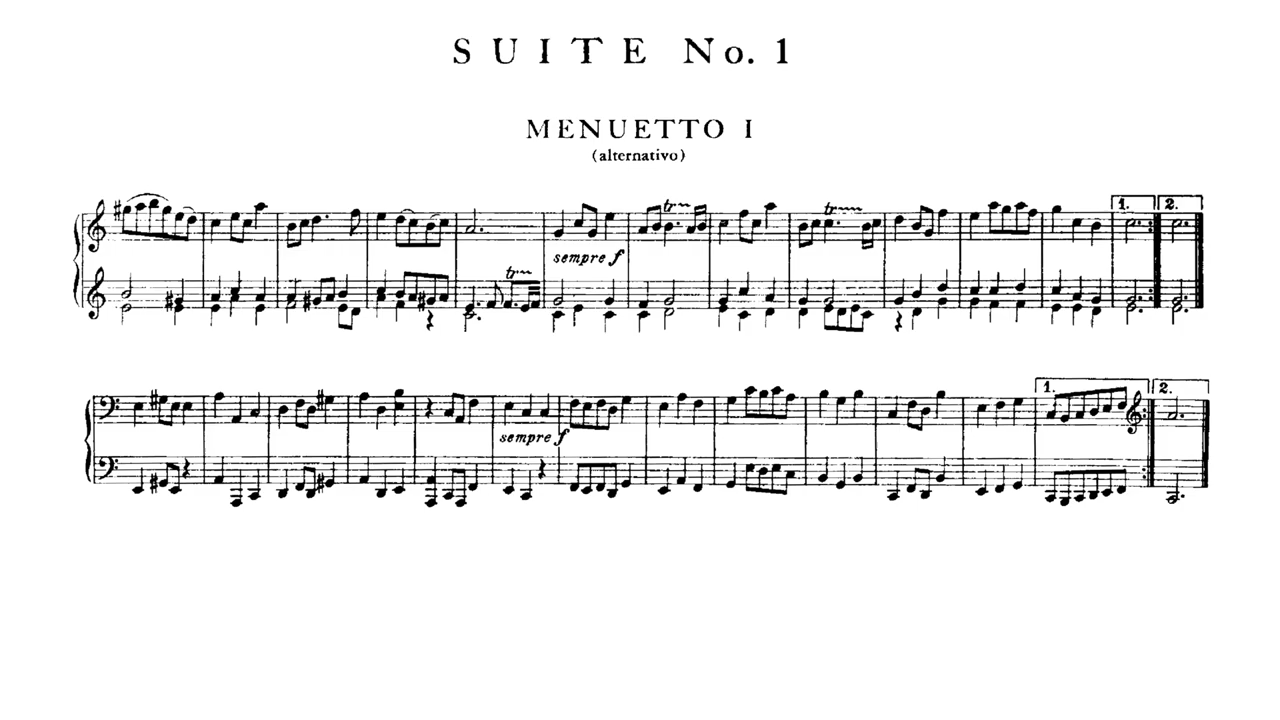 SUITE No. 1
MENUETTO I
(alternativo)
1. 2.
tr tr
sempre f
tr
1. 2.
sempre f